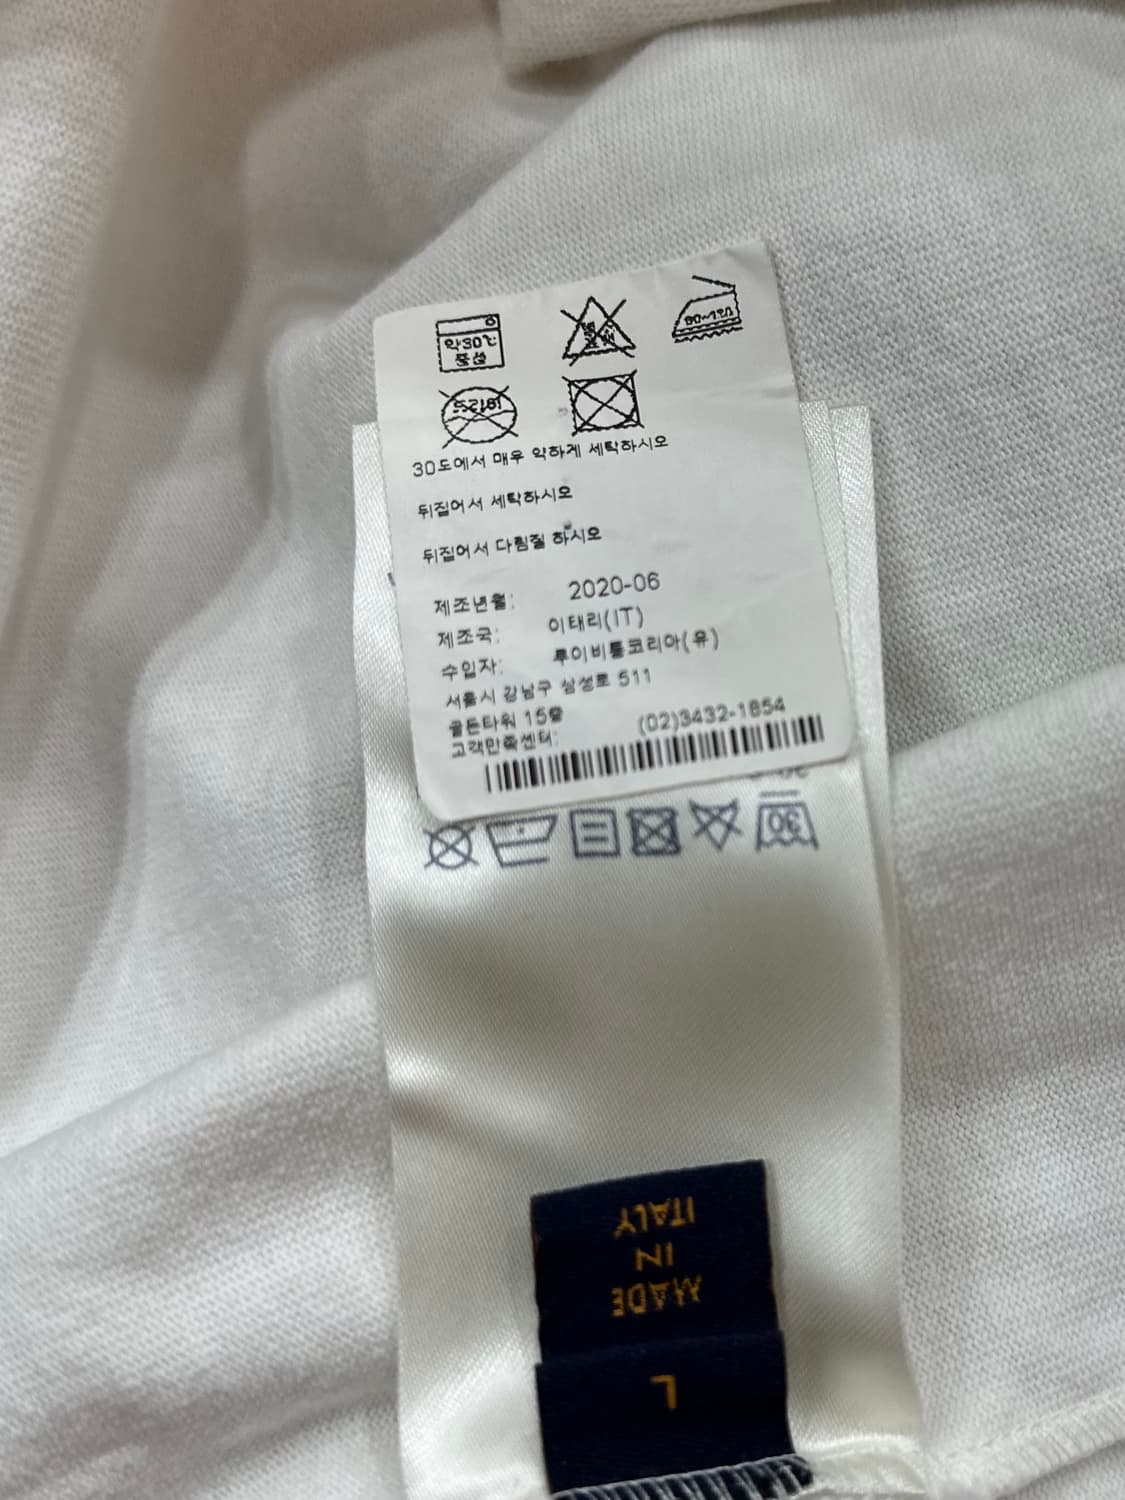 약30℃
중성
80~120
30도에서 매우 약하게 세탁하시오
뒤집어서 세탁하시오
뒤집어서 다림질 하시오
제조년월: 2020-06
제조국: 이태리(IT)
수입자: 루이비통코리아(유)
서울시 강남구 삼성로 511
골든타워 15층
고객만족센터: (02)3432-1854
30
MADE
IN
ITALY
L